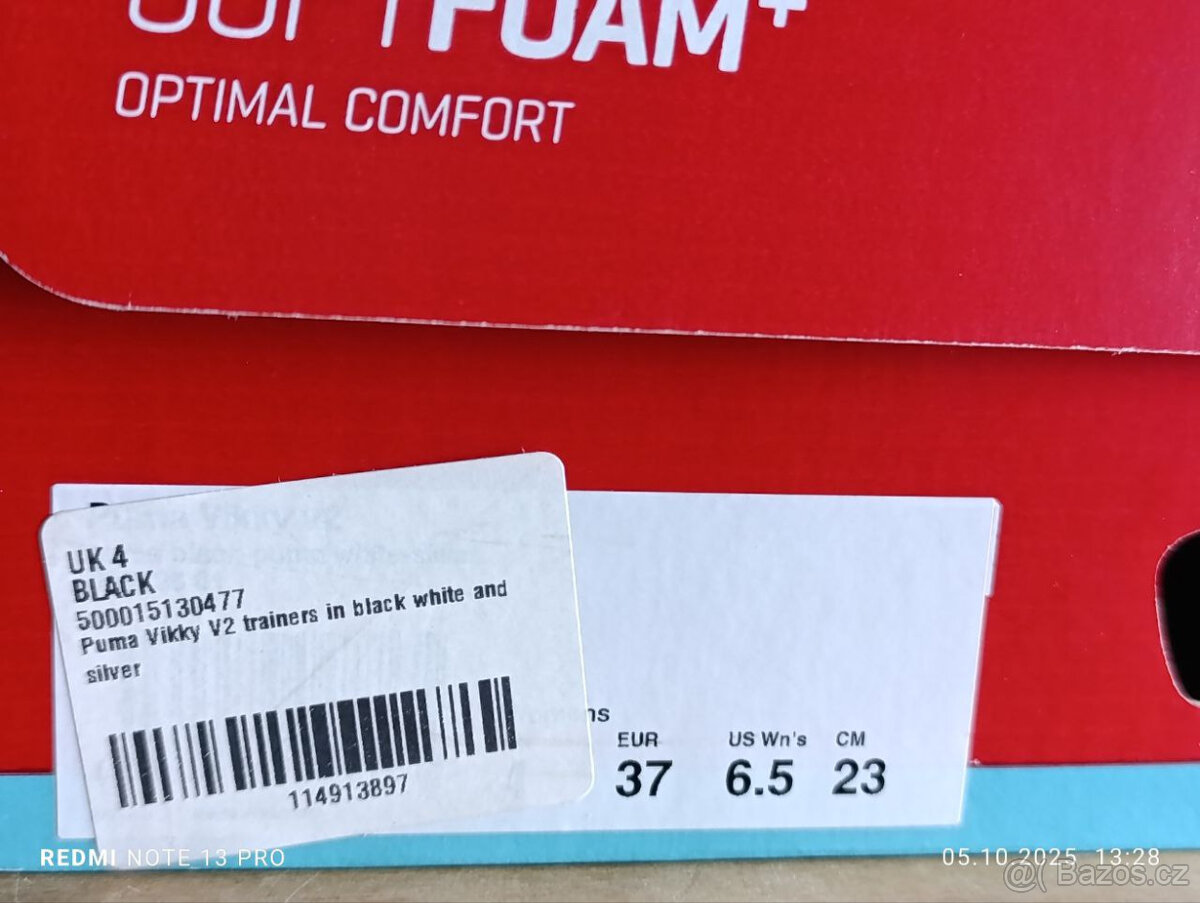 SOFTFOAM+
OPTIMAL COMFORT
UK 4
BLACK
500015130477
Puma Vikky V2 trainers in black white and
silver
114913897
EUR US Wn's CM
37 6.5 23
REDMI NOTE 13 PRO
05.10.2025 13:28
@( Bazos.cz